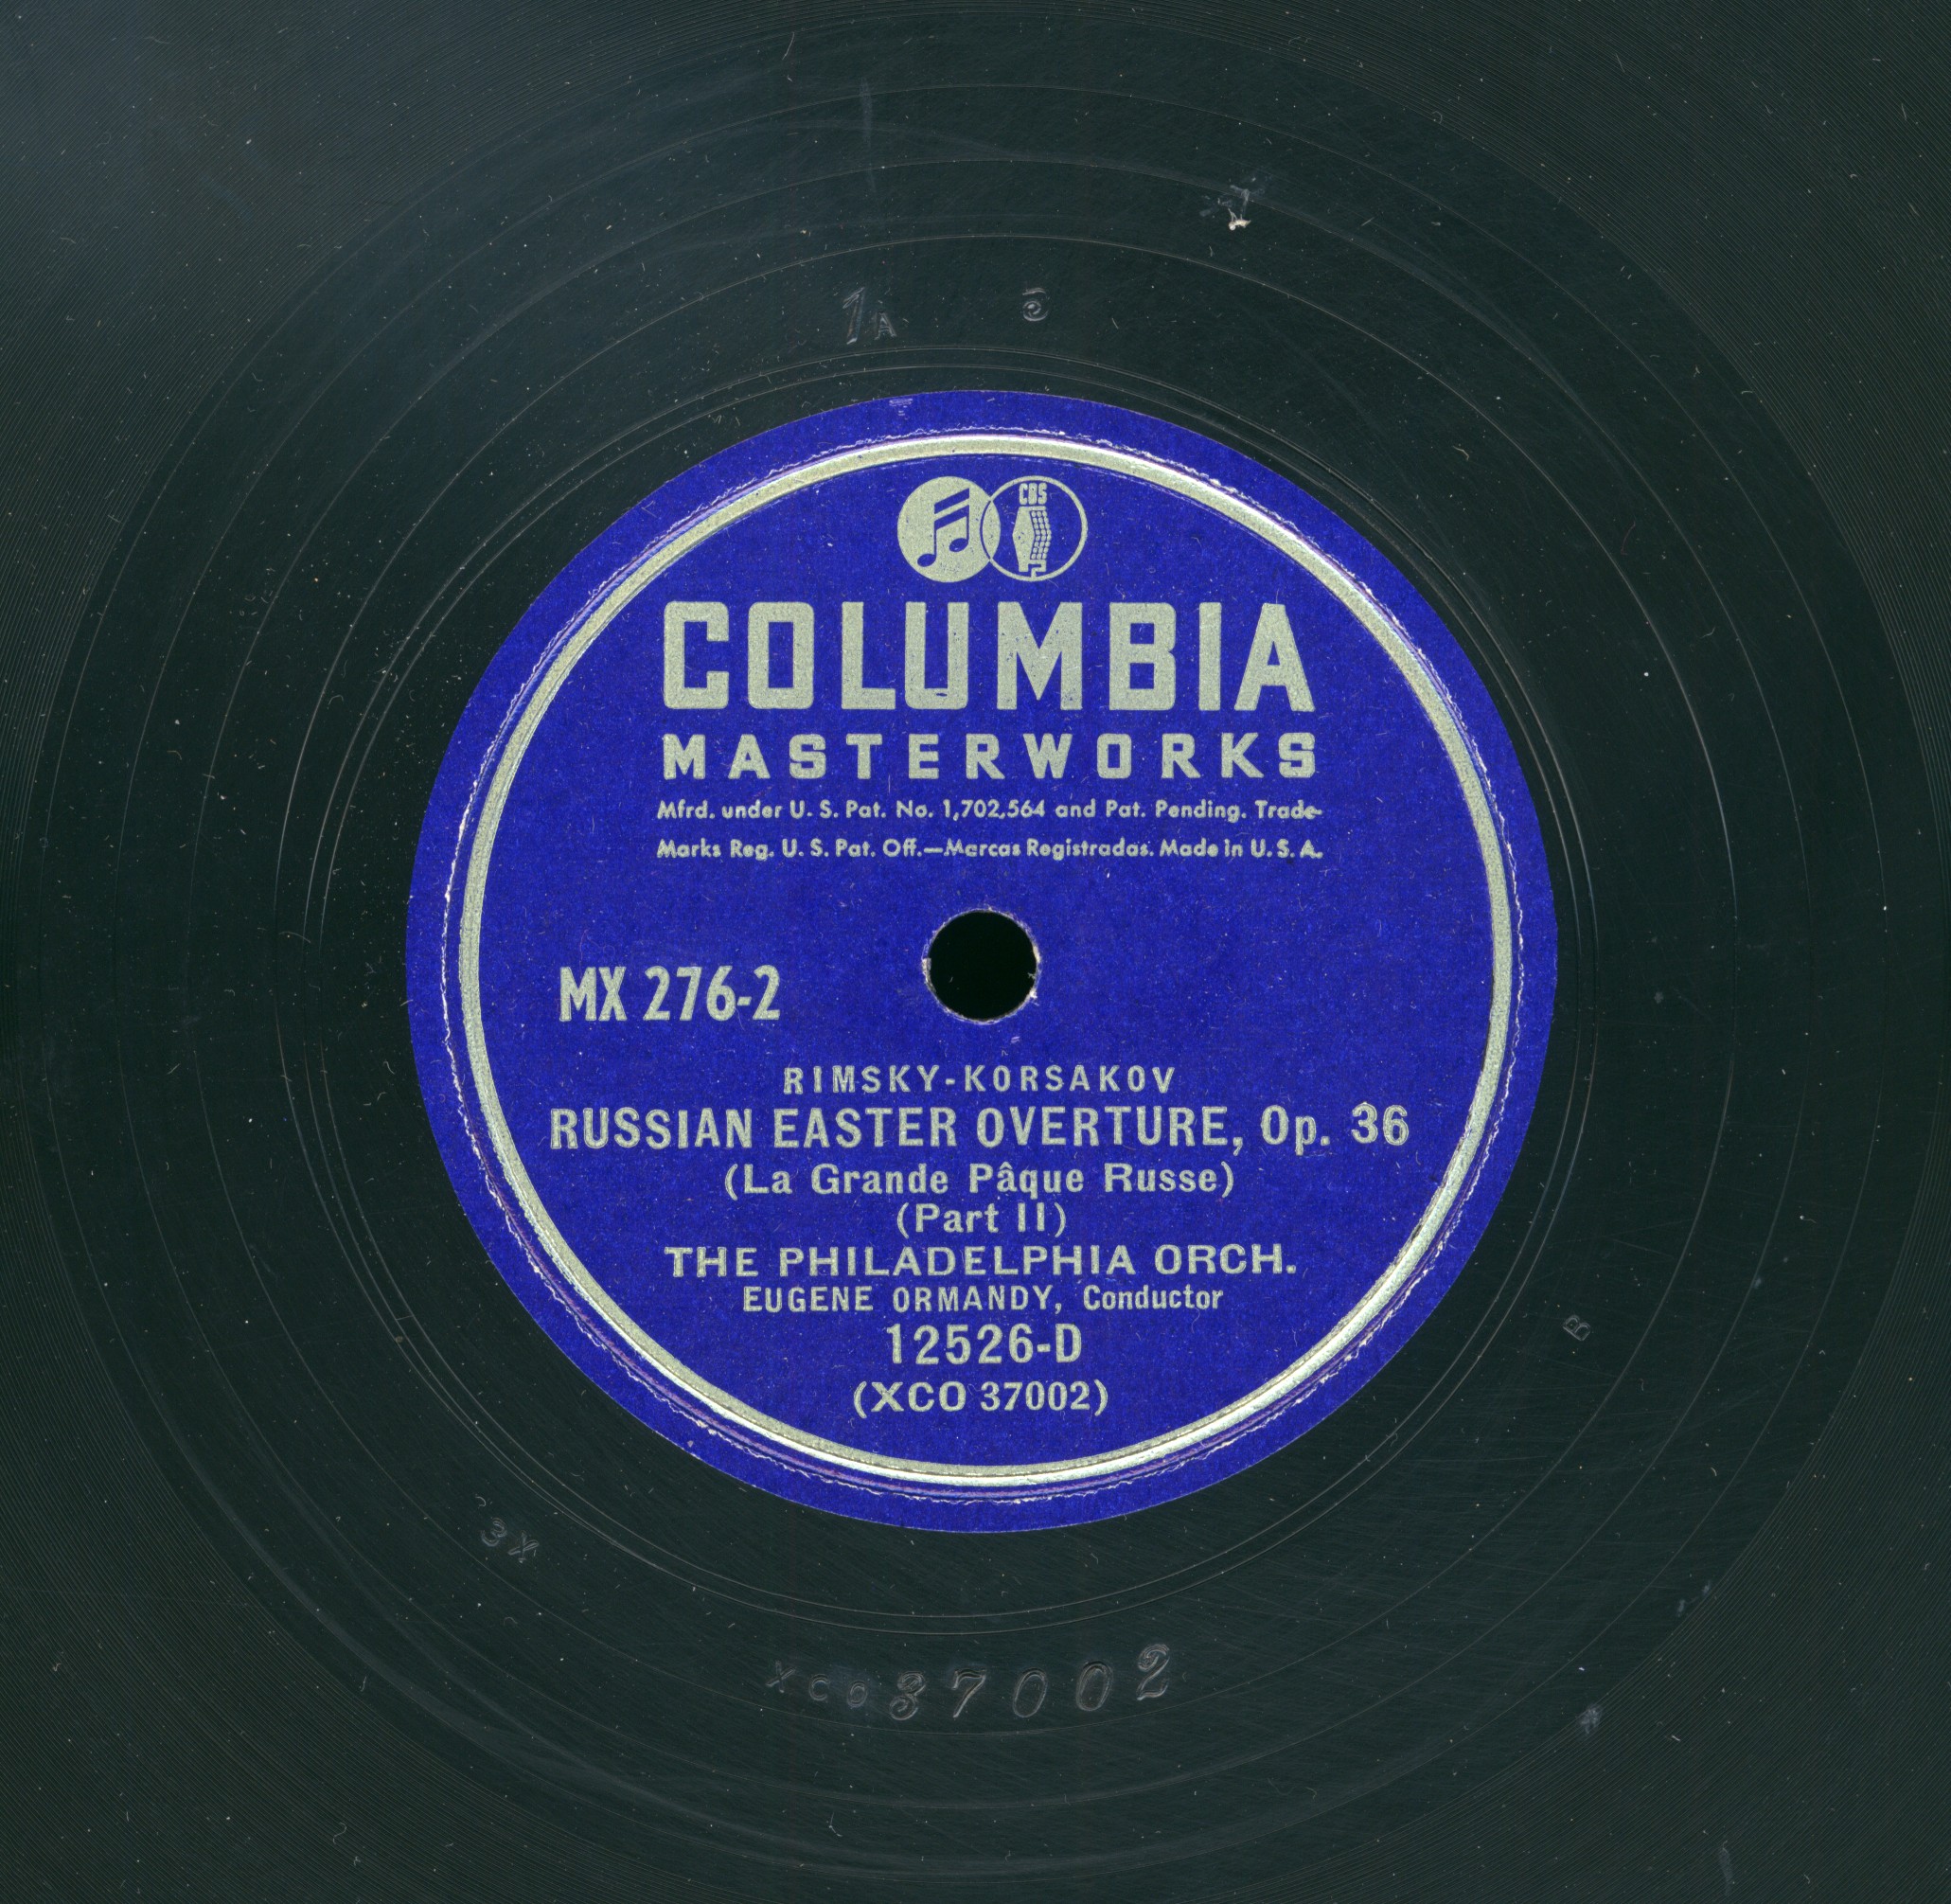 1A
CBS
COLUMBIA
MASTERWORKS
Mfrd. under U. S. Pat. No. 1,702,564 and Pat. Pending. Trade-
Marks Reg. U. S. Pat. Off.—Marcas Registradas. Made in U. S. A.
MX 276-2
RIMSKY-KORSAKOV
RUSSIAN EASTER OVERTURE, Op. 36
(La Grande Pâque Russe)
(Part II)
THE PHILADELPHIA ORCH.
EUGENE ORMANDY, Conductor
12526-D
(XCO 37002)
B
3X
XCO37002